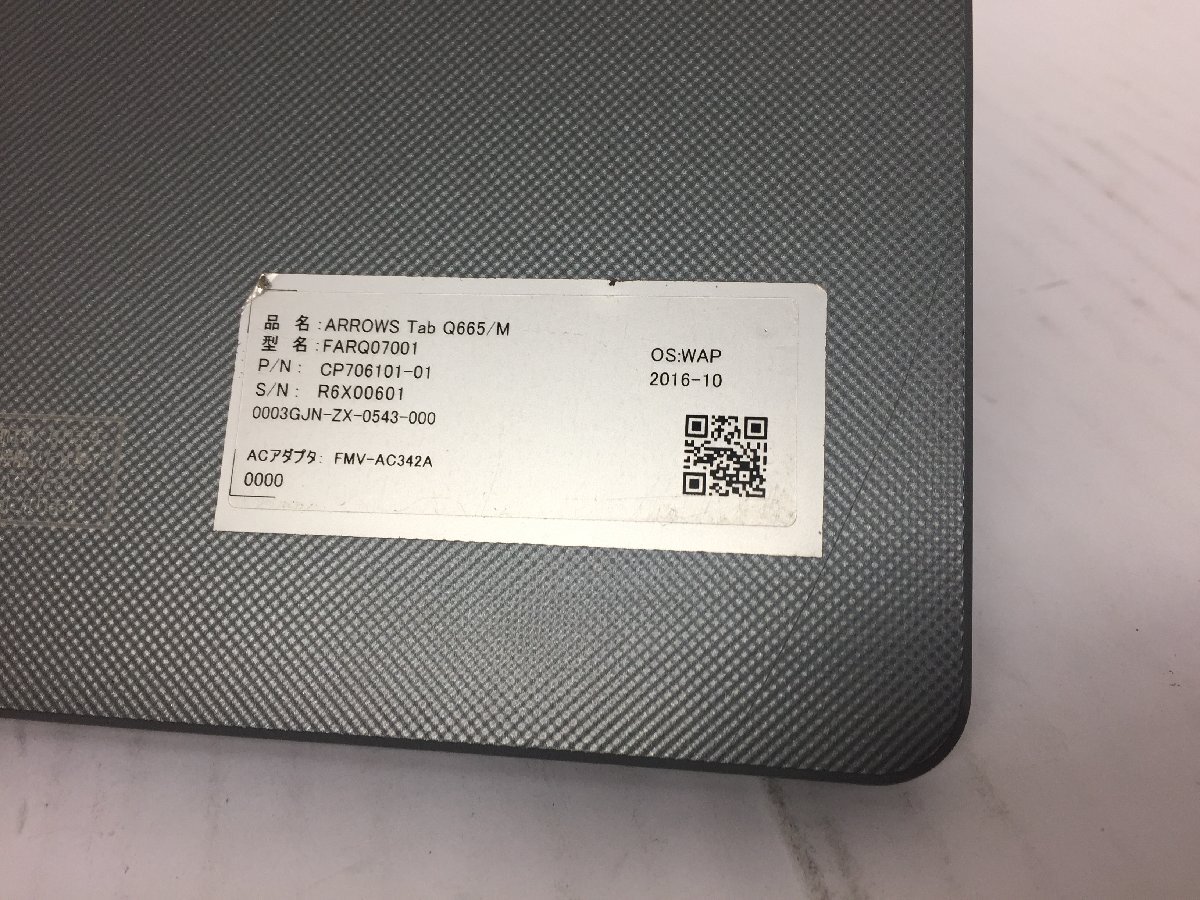 品 名 :ARROWS Tab Q665/M
型 名 :FARQ07001
P/N: CP706101-01
S/N: R6X00601
0003GJN-ZX-0543-000
ACアダプタ: FMV-AC342A
0000
OS:WAP
2016-10